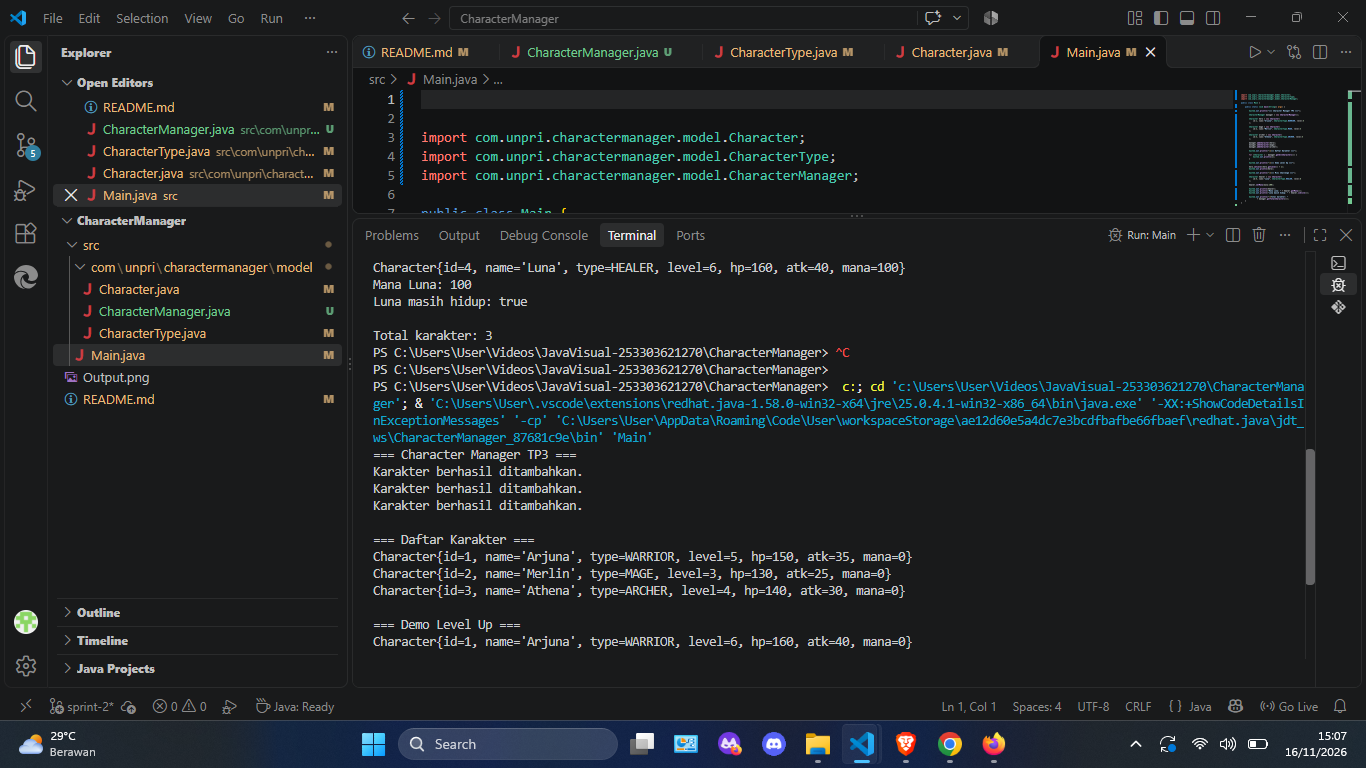 File Edit Selection View Go Run ···
CharacterManager
Explorer
Open Editors
README.md M
CharacterManager.java src\com\unpr... U
CharacterType.java src\com\unpri\ch... M
Character.java src\com\unpri\charact... M
Main.java src M
CharacterManager
src
com\unpri\charactermanager\model
Character.java M
CharacterManager.java U
CharacterType.java M
Main.java M
Output.png
README.md M
Outline
Timeline
Java Projects
5
README.md M CharacterManager.java U CharacterType.java M Character.java M Main.java M
src > Main.java > ...
1
2
3 import com.unpri.charactermanager.model.Character;
4 import com.unpri.charactermanager.model.CharacterType;
5 import com.unpri.charactermanager.model.CharacterManager;
6
7 public class Main {
Problems Output Debug Console Terminal Ports
Run: Main
Character{id=4, name='Luna', type=HEALER, level=6, hp=160, atk=40, mana=100}
Mana Luna: 100
Luna masih hidup: true
Total karakter: 3
PS C:\Users\User\Videos\JavaVisual-253303621270\CharacterManager> ^C
PS C:\Users\User\Videos\JavaVisual-253303621270\CharacterManager>
PS C:\Users\User\Videos\JavaVisual-253303621270\CharacterManager> c:; cd 'c:\Users\User\Videos\JavaVisual-253303621270\CharacterMana
ger'; & 'C:\Users\User\.vscode\extensions\redhat.java-1.58.0-win32-x64\jre\25.0.4.1-win32-x86_64\bin\java.exe' '-XX:+ShowCodeDetailsI
nExceptionMessages' '-cp' 'C:\Users\User\AppData\Roaming\Code\User\workspaceStorage\ae12d60e5a4dc7e3bcdfbafbe66fbaef\redhat.java\jdt_
ws\CharacterManager_87681c9e\bin' 'Main'
=== Character Manager TP3 ===
Karakter berhasil ditambahkan.
Karakter berhasil ditambahkan.
Karakter berhasil ditambahkan.
=== Daftar Karakter ===
Character{id=1, name='Arjuna', type=WARRIOR, level=5, hp=150, atk=35, mana=0}
Character{id=2, name='Merlin', type=MAGE, level=3, hp=130, atk=25, mana=0}
Character{id=3, name='Athena', type=ARCHER, level=4, hp=140, atk=30, mana=0}
=== Demo Level Up ===
Character{id=1, name='Arjuna', type=WARRIOR, level=6, hp=160, atk=40, mana=0}
sprint-2* 0 0 Java: Ready Ln 1, Col 1 Spaces: 4 UTF-8 CRLF {} Java Go Live
29°C
Berawan
Search
15:07
16/11/2026